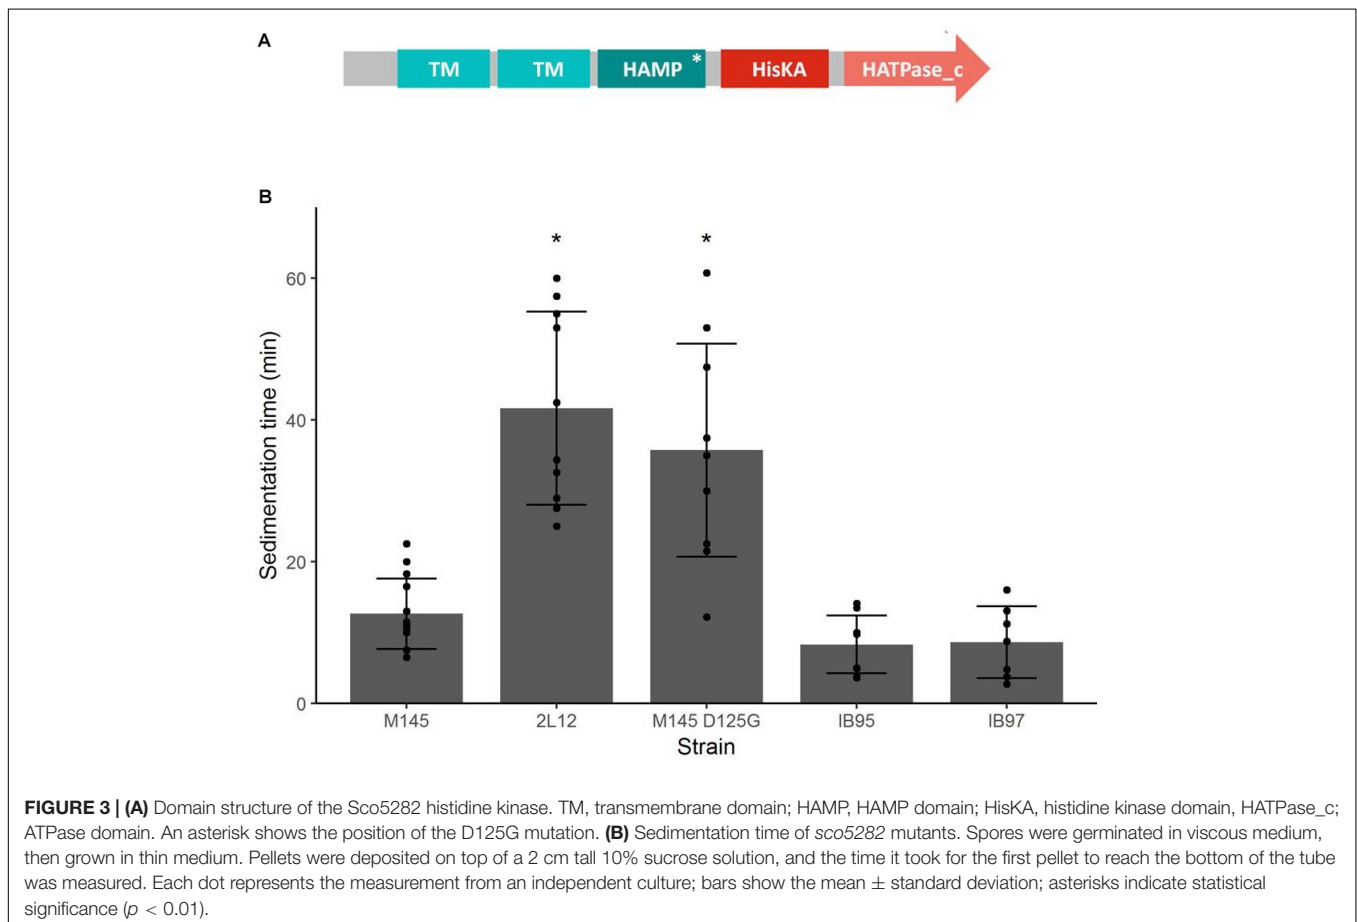 A
TM TM HAMP * HisKA HATPase_c
B
* *
60
40
20
0
Sedimentation time (min)
M145 2L12 M145 D125G IB95 IB97
Strain
FIGURE 3 | (A) Domain structure of the Sco5282 histidine kinase. TM, transmembrane domain; HAMP, HAMP domain; HisKA, histidine kinase domain, HATPase_c;
ATPase domain. An asterisk shows the position of the D125G mutation. (B) Sedimentation time of sco5282 mutants. Spores were germinated in viscous medium,
then grown in thin medium. Pellets were deposited on top of a 2 cm tall 10% sucrose solution, and the time it took for the first pellet to reach the bottom of the tube
was measured. Each dot represents the measurement from an independent culture; bars show the mean ± standard deviation; asterisks indicate statistical
significance (p < 0.01).